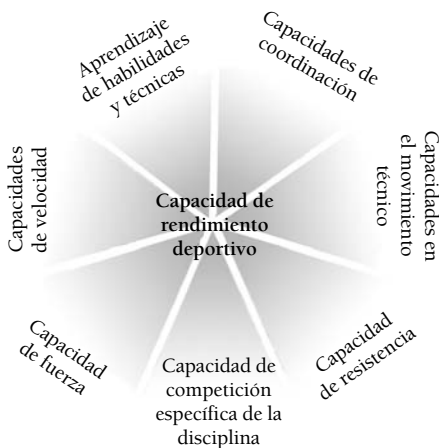 Aprendizaje
de habilidades
y técnicas
Capacidades de
coordinación
Capacidades en
el movimiento
técnico
Capacidad
de resistencia
Capacidad de
competición
específica de la
disciplina
Capacidad
de fuerza
Capacidades
de velocidad
Capacidad de
rendimiento
deportivo